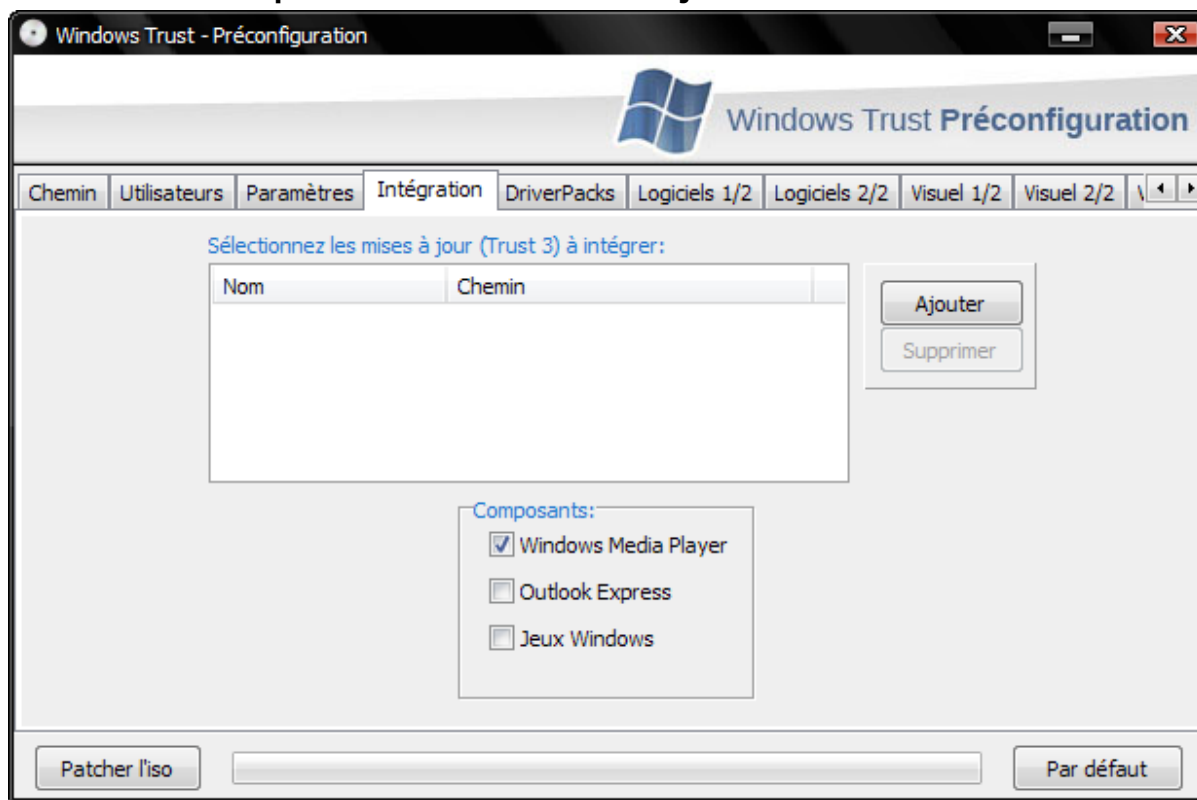 Windows Trust - Préconfiguration
Windows Trust Préconfiguration
Chemin Utilisateurs Paramètres Intégration DriverPacks Logiciels 1/2 Logiciels 2/2 Visuel 1/2 Visuel 2/2
Sélectionnez les mises à jour (Trust 3) à intégrer:
Nom Chemin
Ajouter
Supprimer
Composants:
Windows Media Player
Outlook Express
Jeux Windows
Patcher l'iso Par défaut